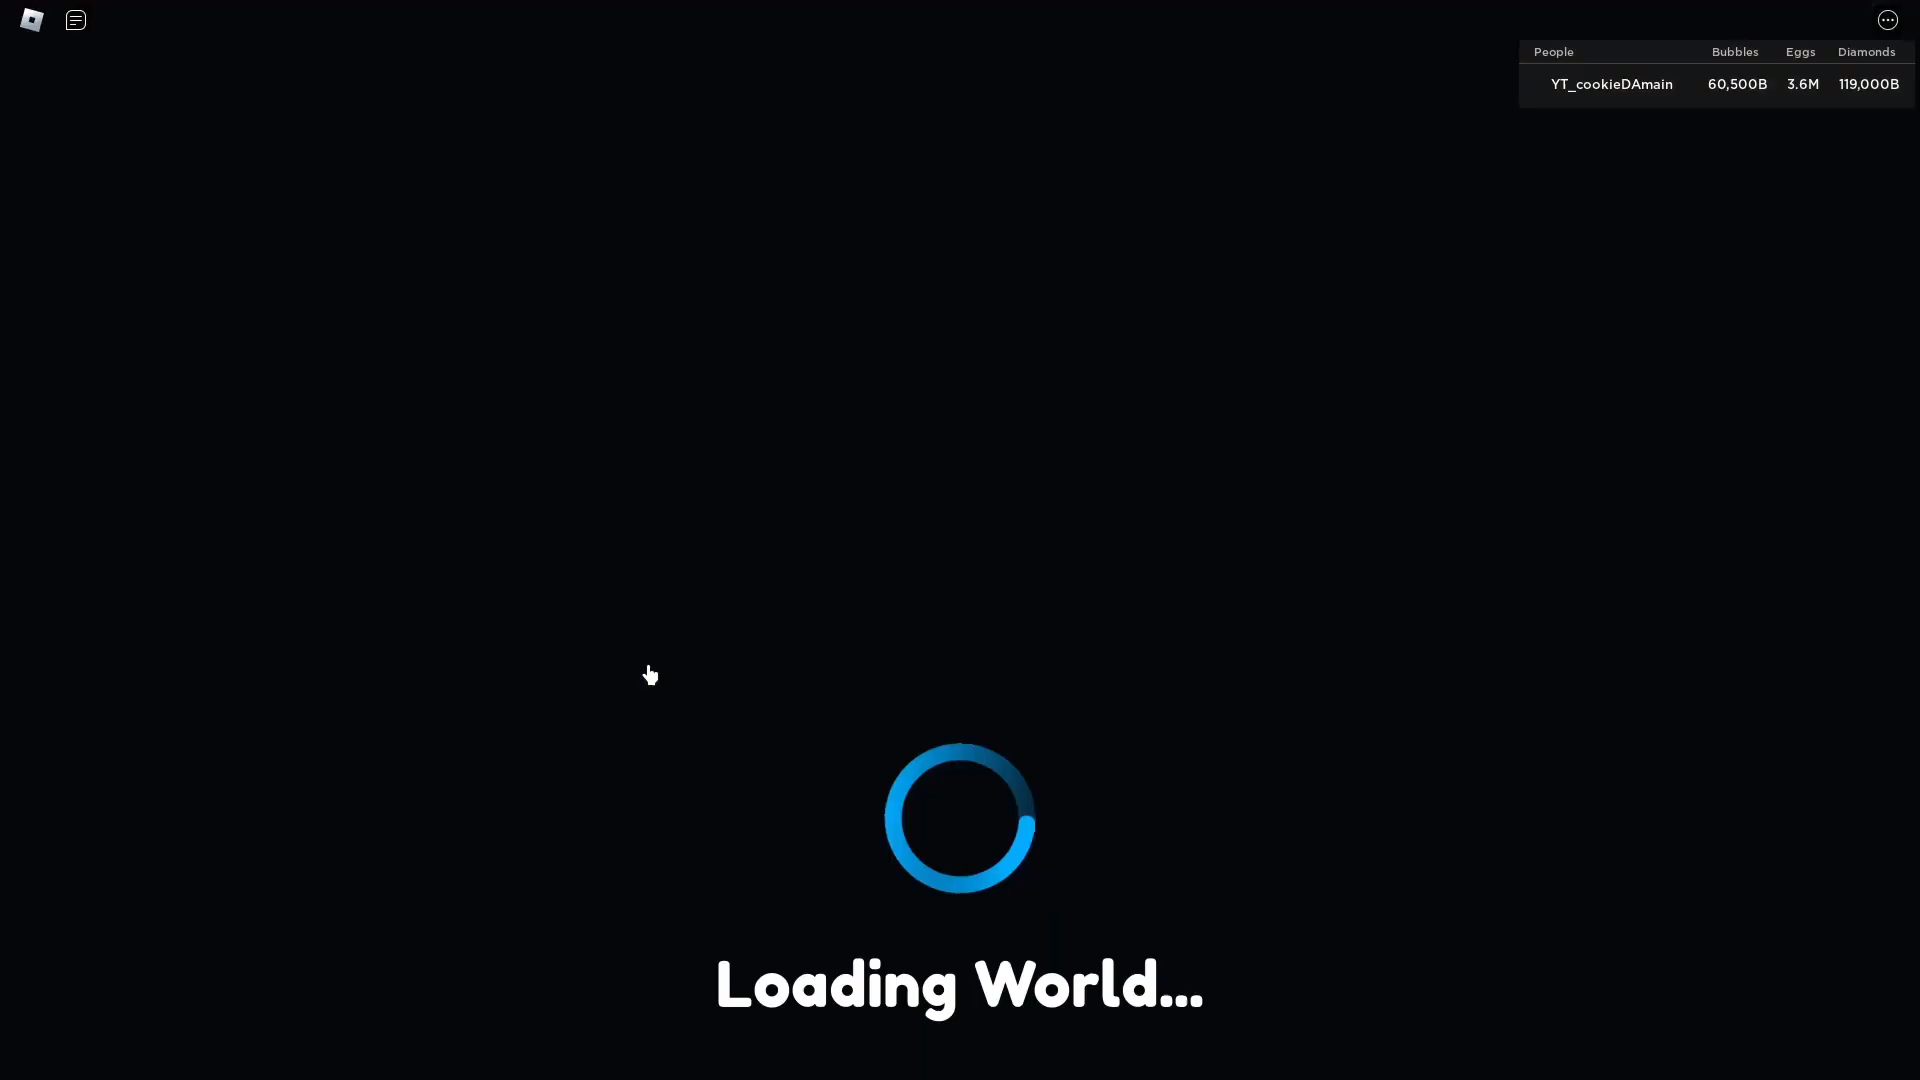 People Bubbles Eggs Diamonds
YT_cookieDAmain 60,500B 3.6M 119,000B
Loading World...